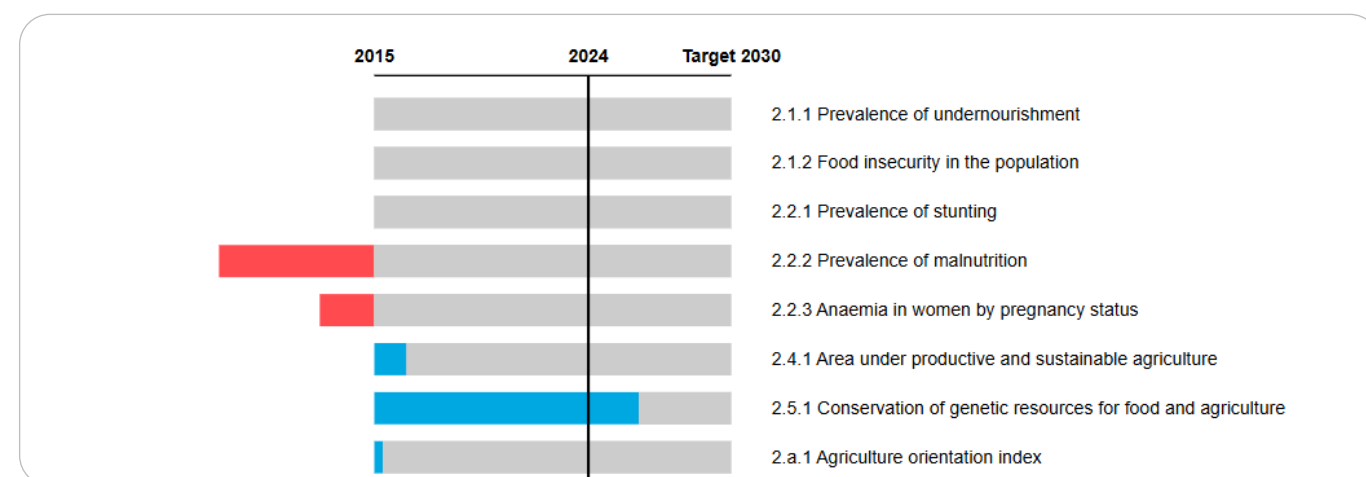 2015 2024 Target 2030
2.1.1 Prevalence of undernourishment
2.1.2 Food insecurity in the population
2.2.1 Prevalence of stunting
2.2.2 Prevalence of malnutrition
2.2.3 Anaemia in women by pregnancy status
2.4.1 Area under productive and sustainable agriculture
2.5.1 Conservation of genetic resources for food and agriculture
2.a.1 Agriculture orientation index